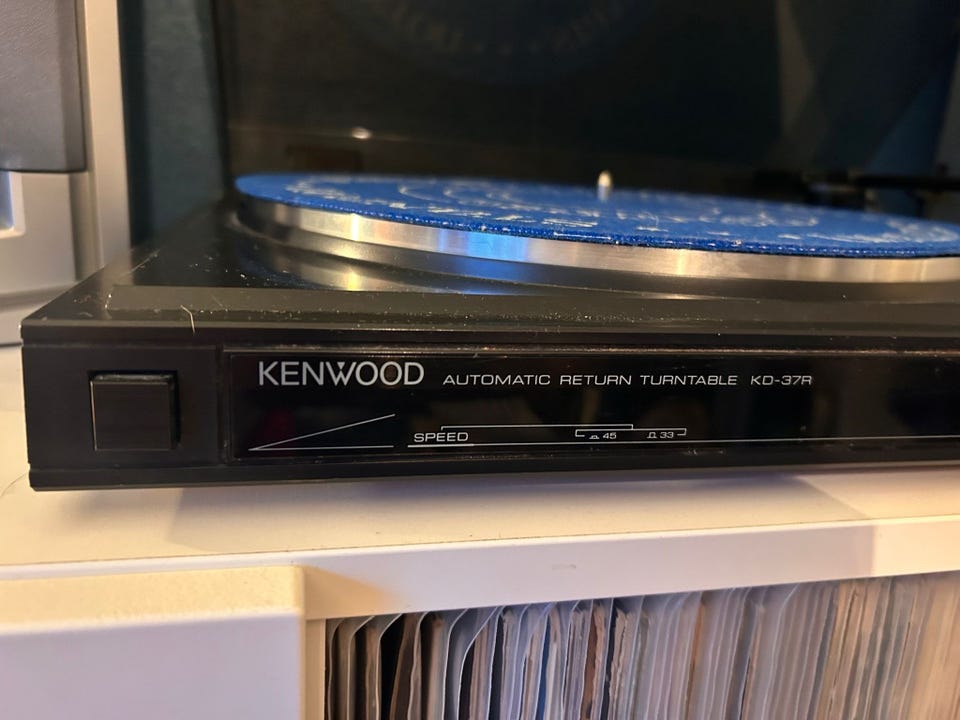 KENWOOD AUTOMATIC RETURN TURNTABLE KD-37R
SPEED 45 33